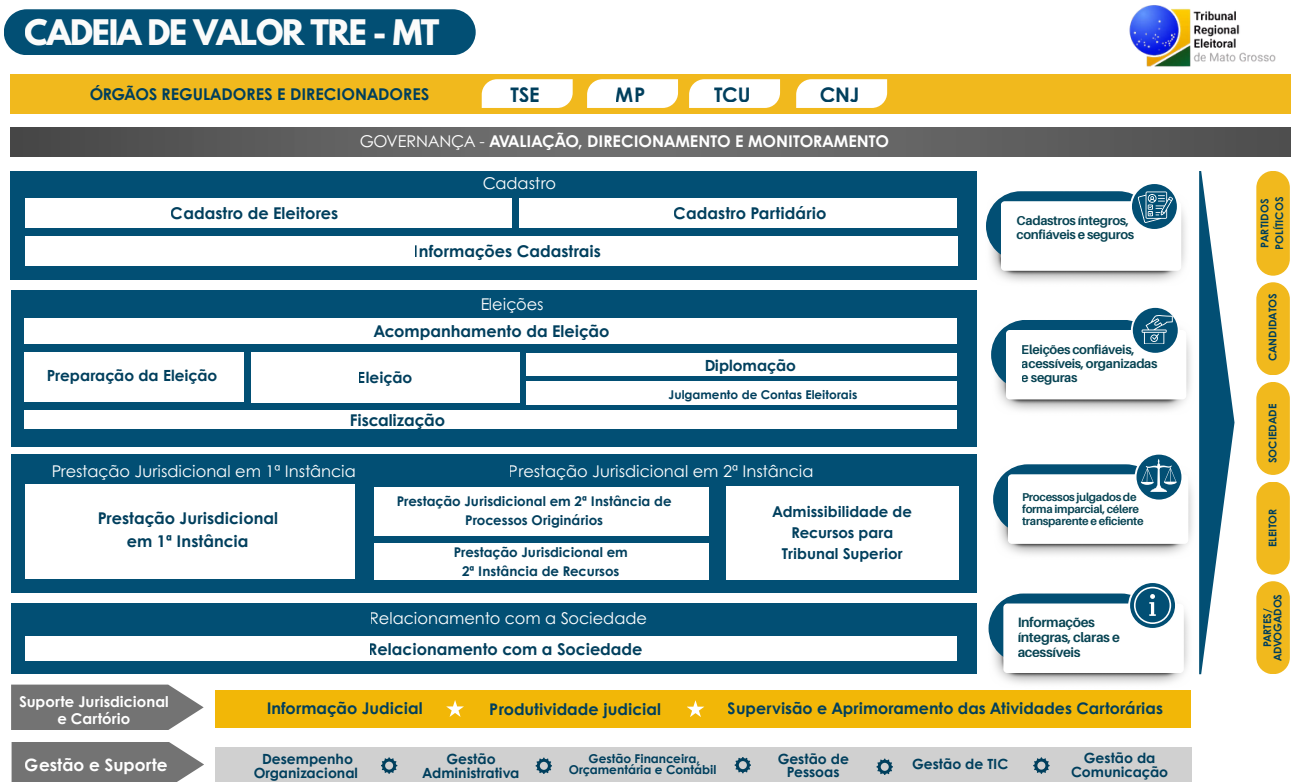 CADEIA DE VALOR TRE - MT
Tribunal
Regional
Eleitoral
de Mato Grosso
ÓRGÃOS REGULADORES E DIRECIONADORES
TSE
MP
TCU
CNJ
GOVERNANÇA - AVALIAÇÃO, DIRECIONAMENTO E MONITORAMENTO
Cadastro
Cadastro de Eleitores
Cadastro Partidário
Informações Cadastrais
Cadastros íntegros,
confiáveis e seguros
Eleições
Acompanhamento da Eleição
Preparação da Eleição
Eleição
Diplomação
Julgamento de Contas Eleitorais
Fiscalização
Eleições confiáveis,
acessíveis, organizadas
e seguras
Prestação Jurisdicional em 1ª Instância
Prestação Jurisdicional
em 1ª Instância
Prestação Jurisdicional em 2ª Instância
Prestação Jurisdicional em 2ª Instância de
Processos Originários
Prestação Jurisdicional em
2ª Instância de Recursos
Admissibilidade de
Recursos para
Tribunal Superior
Processos julgados de
forma imparcial, célere
transparente e eficiente
Relacionamento com a Sociedade
Relacionamento com a Sociedade
i
Informações
íntegras, claras e
acessíveis
PARTIDOS
POLÍTICOS
CANDIDATOS
SOCIEDADE
ELEITOR
PARTES/
ADVOGADOS
Suporte Jurisdicional
e Cartório
Informação Judicial
Produtividade judicial
Supervisão e Aprimoramento das Atividades Cartorárias
Gestão e Suporte
Desempenho
Organizacional
Gestão
Administrativa
Gestão Financeira,
Orçamentária e Contábil
Gestão de
Pessoas
Gestão de TIC
Gestão da
Comunicação